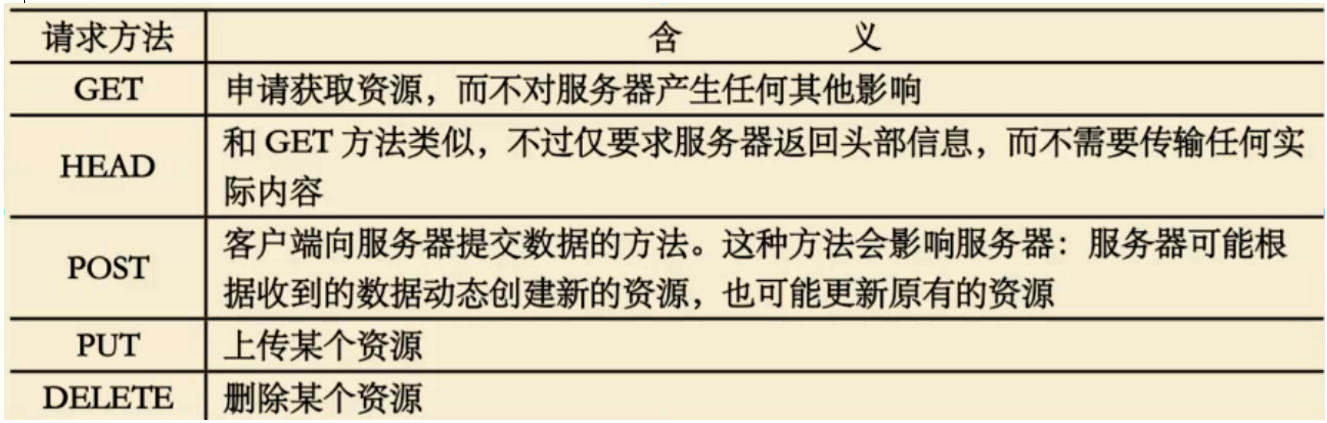 请求方法 含 义
GET 申请获取资源，而不对服务器产生任何其他影响
HEAD 和 GET 方法类似，不过仅要求服务器返回头部信息，而不需要传输任何实
际内容
POST 客户端向服务器提交数据的方法。这种方法会影响服务器：服务器可能根
据收到的数据动态创建新的资源，也可能更新原有的资源
PUT 上传某个资源
DELETE 删除某个资源